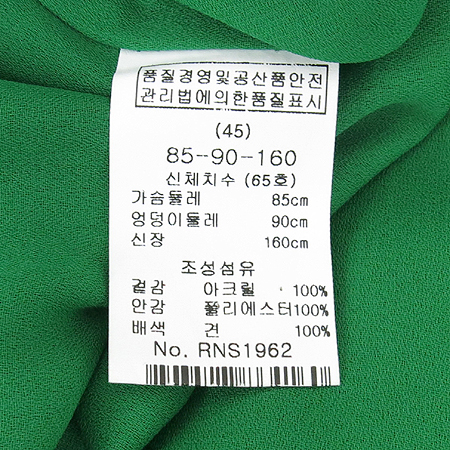 품질경영및공산품안전
관리법에의한품질표시
(45)
85-90-160
신체치수 (65호)
가슴둘레 85cm
엉덩이둘레 90cm
신장 160cm
조성섬유
겉감 아크릴 100%
안감 폴리에스터100%
배색 견 100%
No. RNS1962